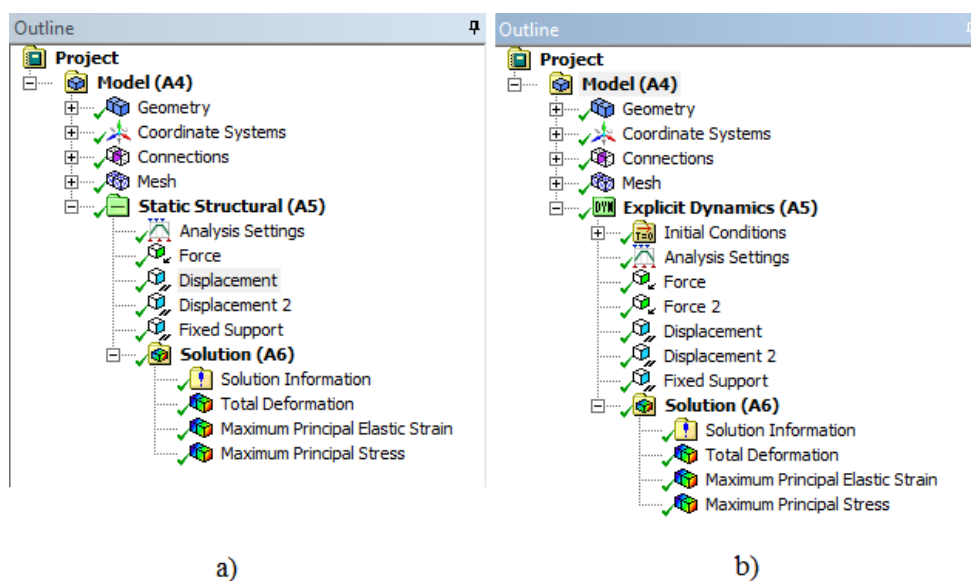 Outline
Project
Model (A4)
Geometry
Coordinate Systems
Connections
Mesh
Static Structural (A5)
Analysis Settings
Force
Displacement
Displacement 2
Fixed Support
Solution (A6)
Solution Information
Total Deformation
Maximum Principal Elastic Strain
Maximum Principal Stress
a)
Outline
Project
Model (A4)
Geometry
Coordinate Systems
Connections
Mesh
DYN Explicit Dynamics (A5)
T=0 Initial Conditions
Analysis Settings
Force
Force 2
Displacement
Displacement 2
Fixed Support
Solution (A6)
Solution Information
Total Deformation
Maximum Principal Elastic Strain
Maximum Principal Stress
b)